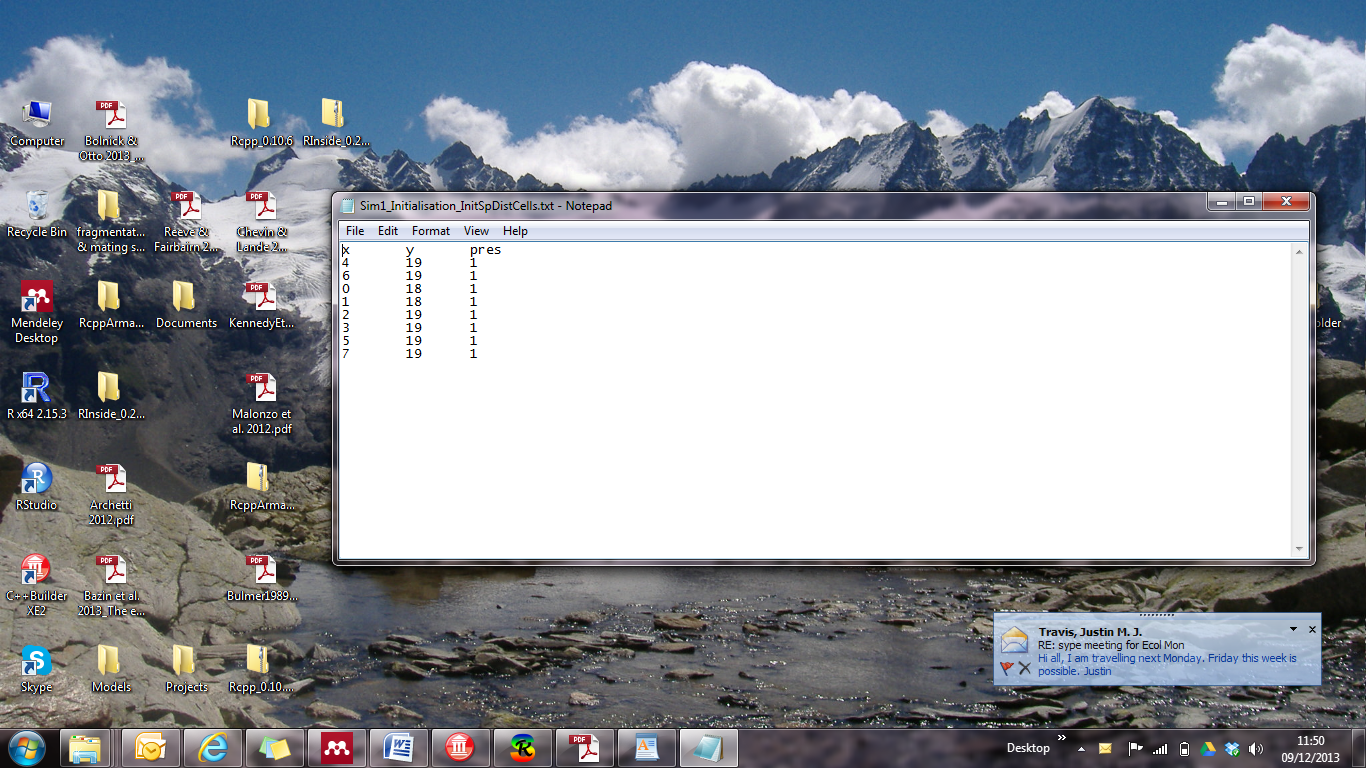 Computer
Bolnick &
Otto 2013_...
Rcpp_0.10.6
RInside_0.2...
Recycle Bin
fragmentat...
& mating s...
Reeve &
Fairbairn 2...
Chevin &
Lande 2...
Mendeley
Desktop
RcppArma...
Documents
KennedyEt...
R x64 2.15.3
RInside_0.2...
Malonzo et
al. 2012.pdf
RStudio
Archetti
2012.pdf
RcppArma...
C++Builder
XE2
Bazin et al.
2013_The e...
Bulmer1989...
Skype
Models
Projects
Rcpp_0.10....
Sim1_Initialisation_InitSpDistCells.txt - Notepad
File Edit Format View Help
x y pres
4 19 1
6 19 1
0 18 1
1 18 1
2 19 1
3 19 1
5 19 1
7 19 1
older
Travis, Justin M. J.
RE: sype meeting for Ecol Mon
Hi all, I am travelling next Monday. Friday this week is
possible. Justin
Desktop
11:50
09/12/2013